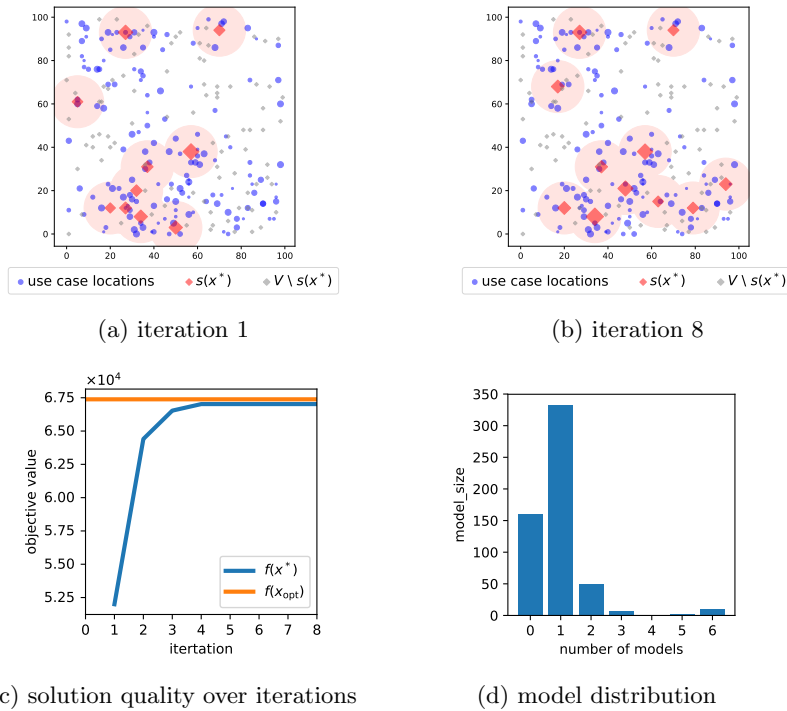 100
80
60
40
20
0
0 20 40 60 80 100
use case locations s(x*) V \ s(x*)
(a) iteration 1
100
80
60
40
20
0
0 20 40 60 80 100
use case locations s(x*) V \ s(x*)
(b) iteration 8
×10⁴
6.75
6.50
6.25
6.00
5.75
5.50
5.25
objective value
f(x*)
f(x_opt)
0 1 2 3 4 5 6 7 8
itertation
c) solution quality over iterations
350
300
250
200
150
100
50
0
model_size
0 1 2 3 4 5 6
number of models
(d) model distribution